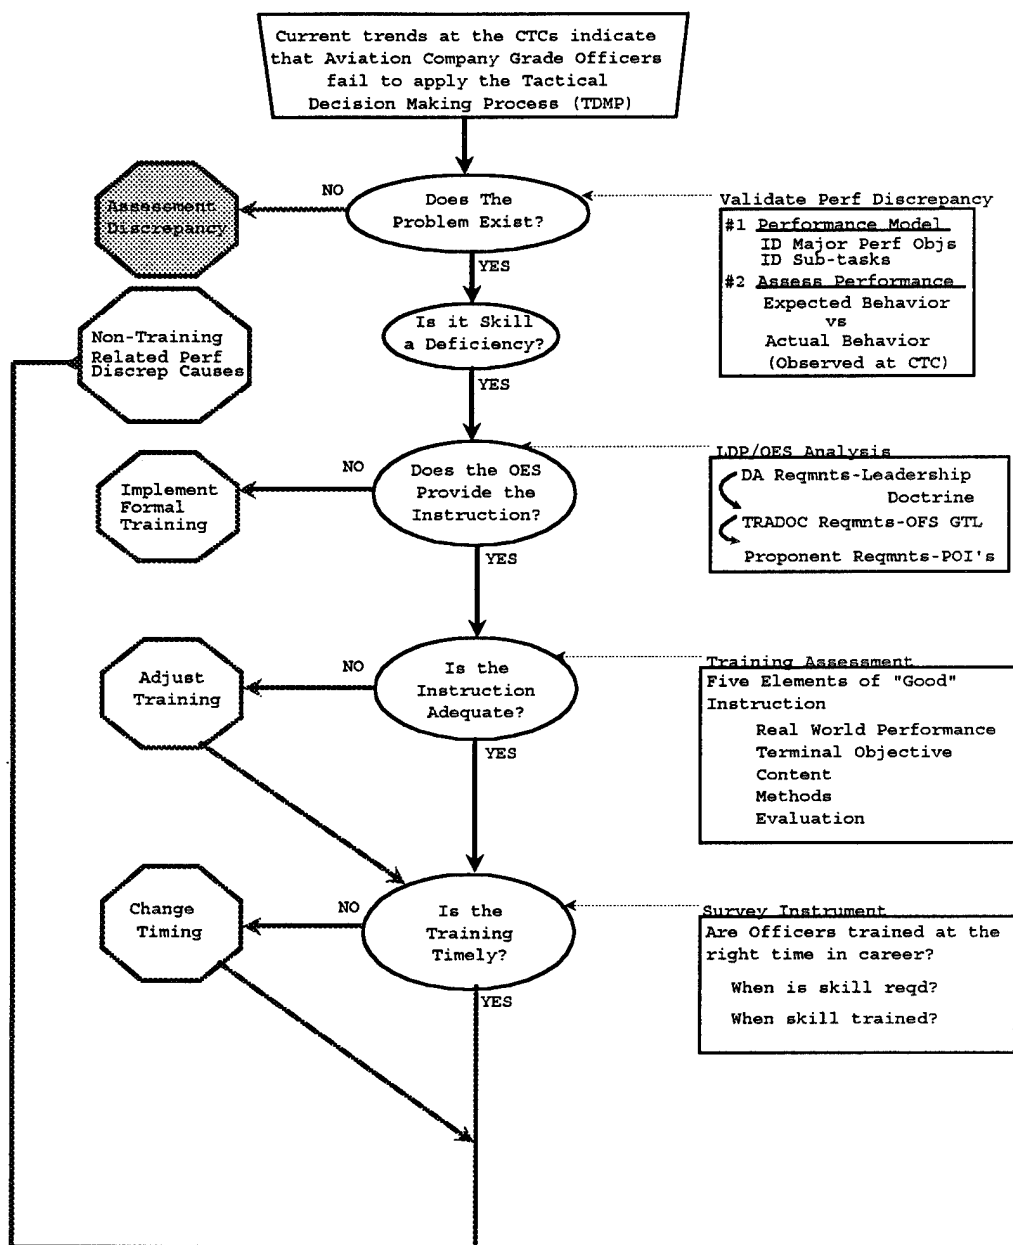 Current trends at the CTCs indicate
that Aviation Company Grade Officers
fail to apply the Tactical
Decision Making Process (TDMP)
NO
Does The
Problem Exist?
Assessment
Discrepancy
Validate Perf Discrepancy
#1 Performance Model
ID Major Perf Objs
ID Sub-tasks
#2 Assess Performance
Expected Behavior
vs
Actual Behavior
(Observed at CTC)
YES
Non-Training
Related Perf
Discrep Causes
Is it Skill
a Deficiency?
YES
NO
Does the OES
Provide the
Instruction?
Implement
Formal
Training
LDP/OES Analysis
DA Reqmnts-Leadership
Doctrine
TRADOC Reqmnts-OFS GTL
Proponent Reqmnts-POI's
YES
NO
Is the
Instruction
Adequate?
Adjust
Training
Training Assessment
Five Elements of "Good"
Instruction
Real World Performance
Terminal Objective
Content
Methods
Evaluation
YES
NO
Is the
Training
Timely?
Change
Timing
Survey Instrument
Are Officers trained at the
right time in career?
When is skill reqd?
When skill trained?
YES